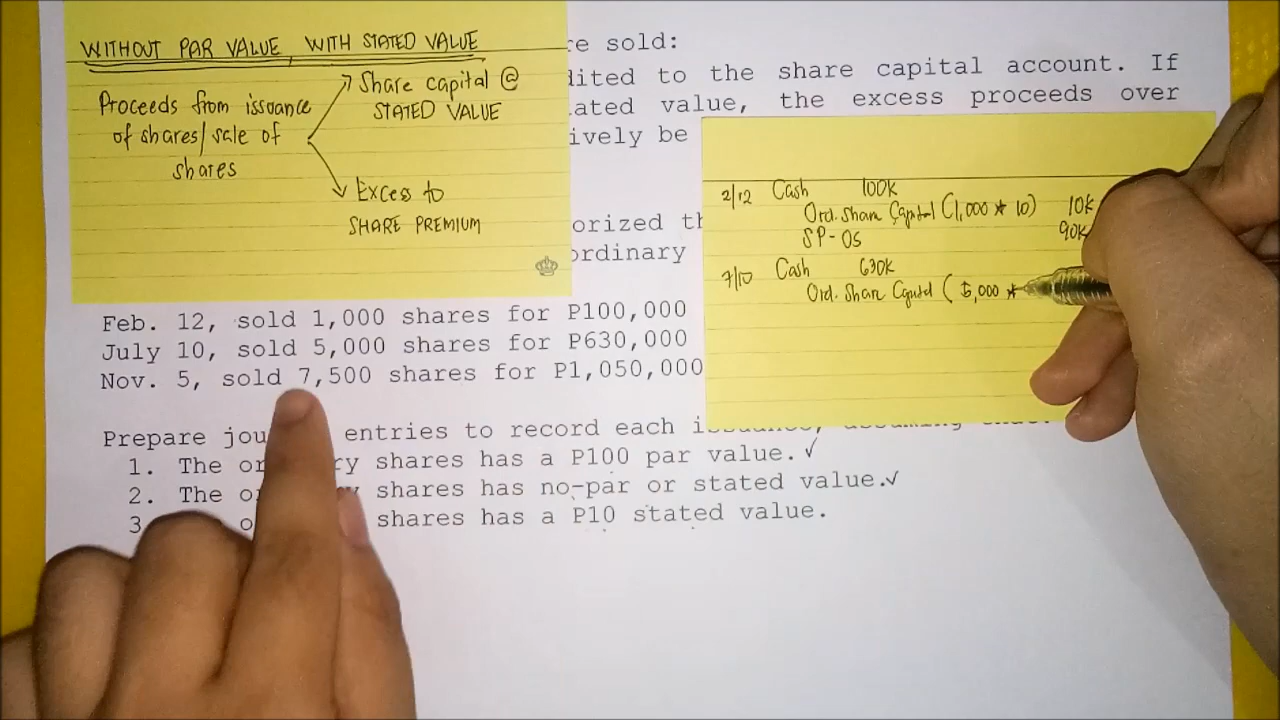 WITHOUT PAR VALUE, WITH STATED VALUE
Proceeds from issuance
of shares/sale of
shares
Share capital @
STATED VALUE
Excess to
SHARE PREMIUM
re sold:
dited to the share capital account. If
ated value, the excess proceeds over
ively be
orized th
ordinary
2/12 Cash 100k
Ord. Share Capital (1,000 * 10) 10k
SP-OS 90k
7/10 Cash 630k
Ord. Share Capital (5,000 *
Feb. 12, sold 1,000 shares for P100,000
July 10, sold 5,000 shares for P630,000
Nov. 5, sold 7,500 shares for P1,050,000
Prepare jou entries to record each
1. The or ry shares has a P100 par value. ✓
2. The o y shares has no-par or stated value. ✓
3 o shares has a P10 stated value.